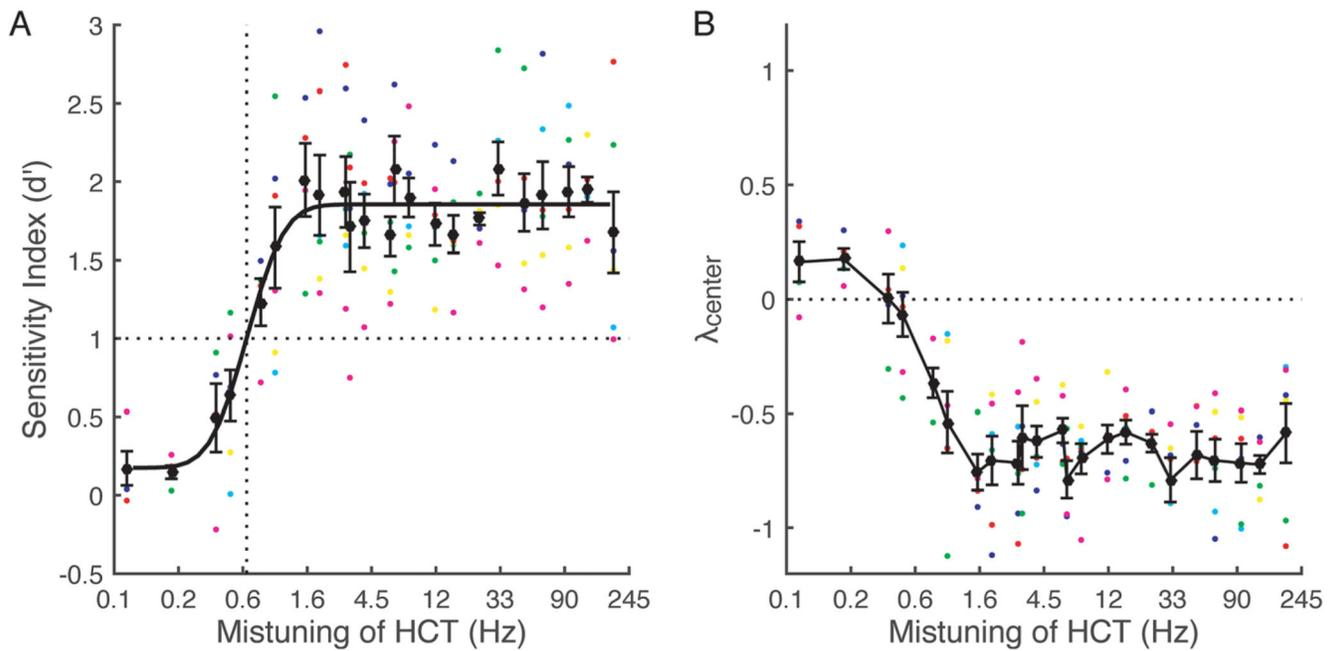 A
B
3
2.5
2
1.5
1
0.5
0
-0.5
Sensitivity Index (d')
0.1 0.2 0.6 1.6 4.5 12 33 90 245
Mistuning of HCT (Hz)
1
0.5
0
-0.5
-1
λcenter
0.1 0.2 0.6 1.6 4.5 12 33 90 245
Mistuning of HCT (Hz)